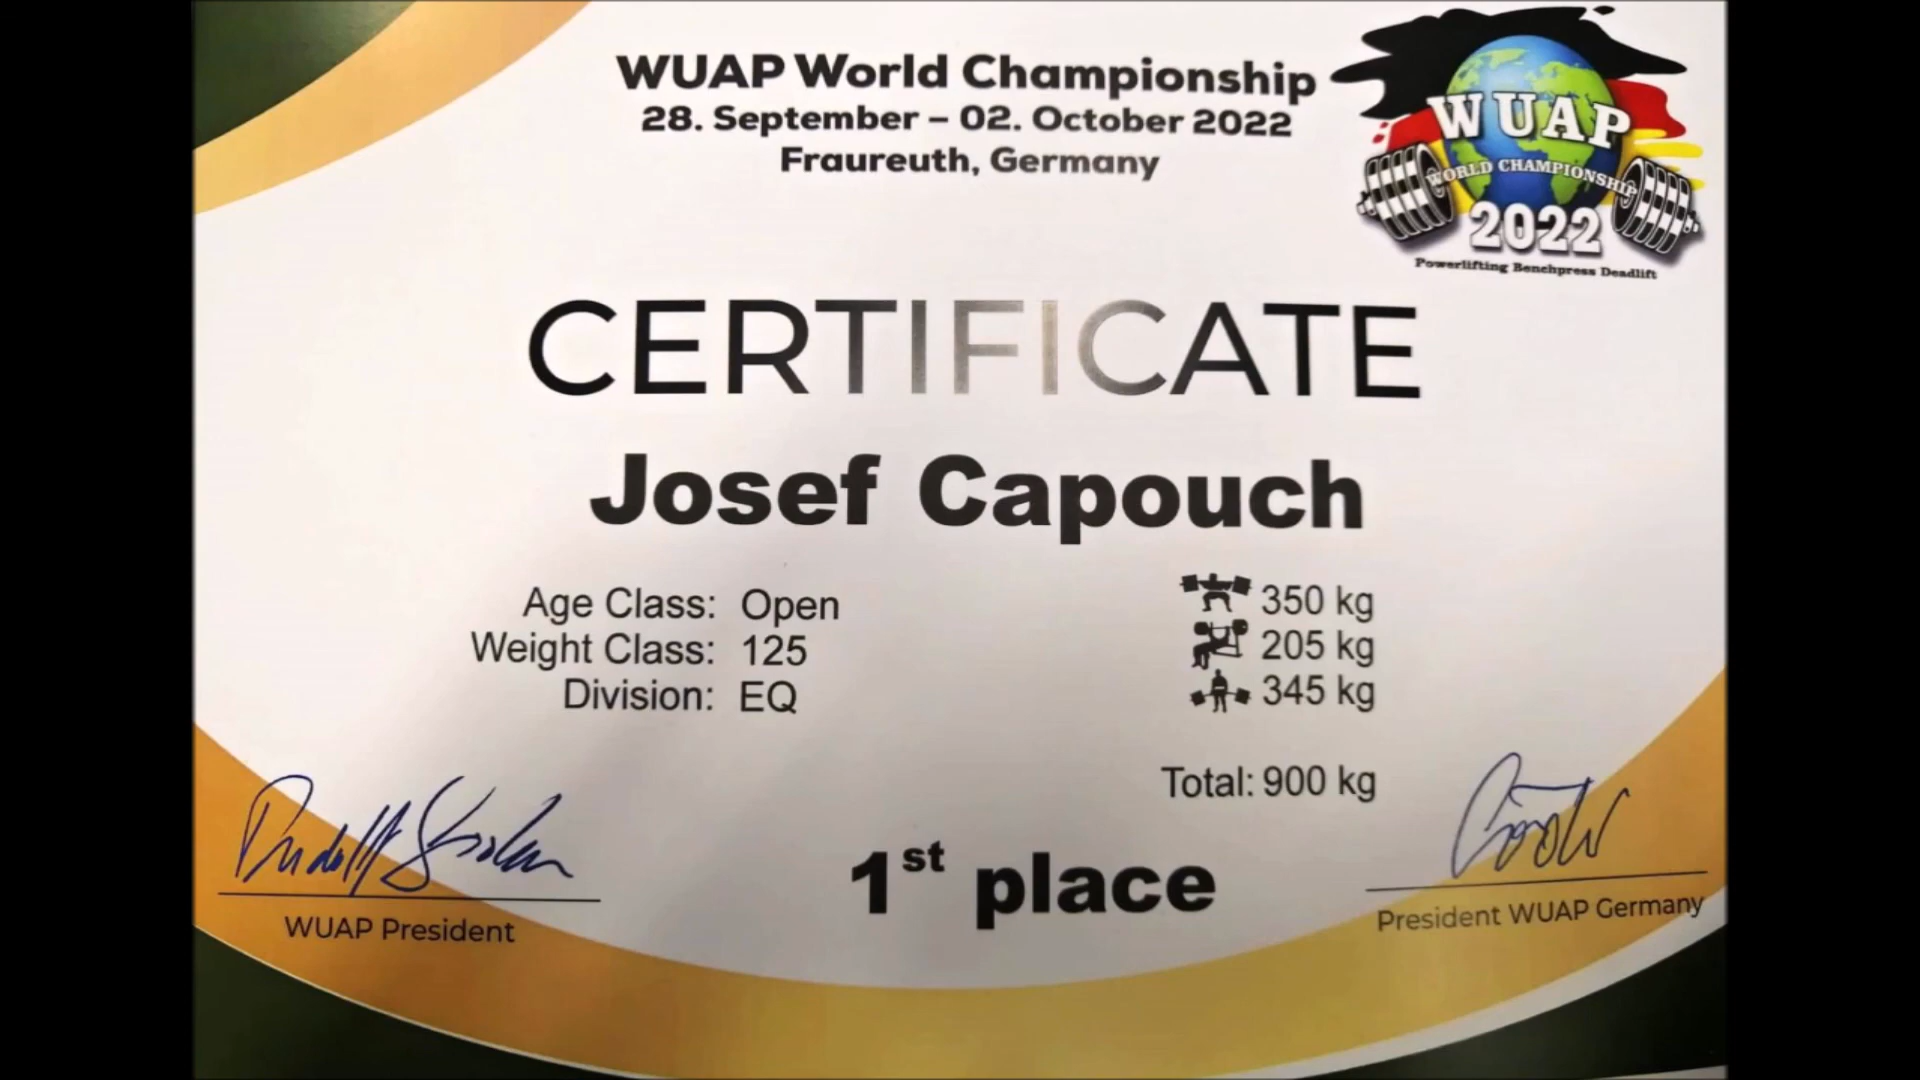 WUAP World Championship
28. September – 02. October 2022
Fraureuth, Germany
WUAP
WORLD CHAMPIONSHIP
2022
Powerlifting Benchpress Deadlift
CERTIFICATE
Josef Capouch
Age Class: Open
Weight Class: 125
Division: EQ
350 kg
205 kg
345 kg
Total: 900 kg
1st place
WUAP President
President WUAP Germany